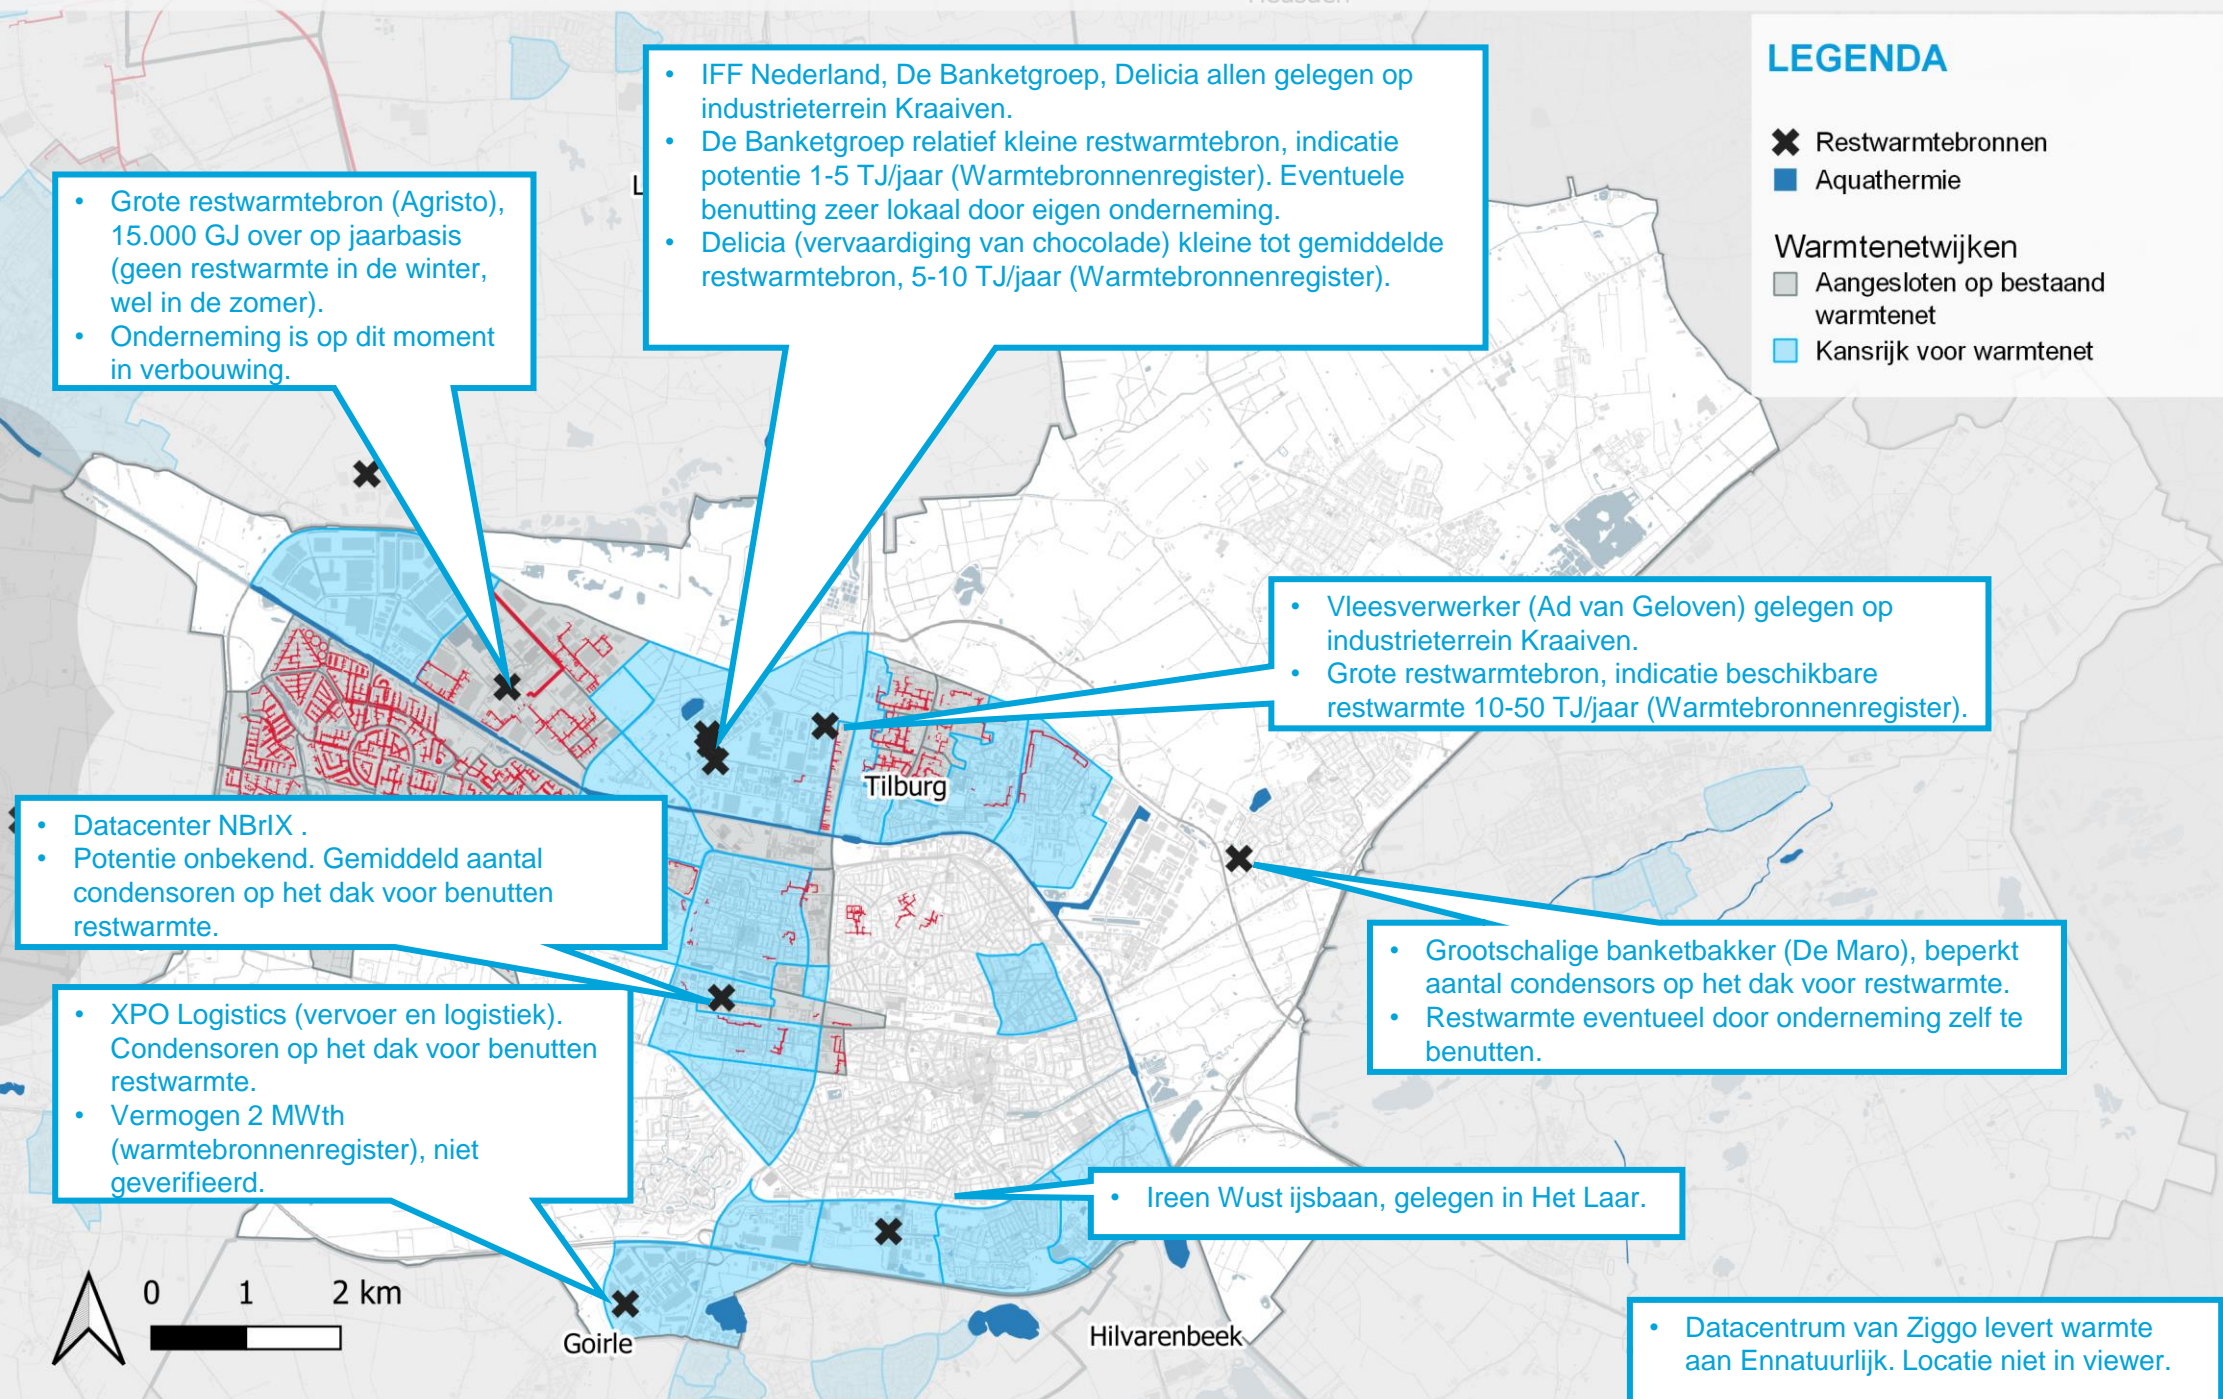 • IFF Nederland, De Banketgroep, Delicia allen gelegen op
industrieterrein Kraaiven.
• De Banketgroep relatief kleine restwarmtebron, indicatie
potentie 1-5 TJ/jaar (Warmtebronnenregister). Eventuele
benutting zeer lokaal door eigen onderneming.
• Delicia (vervaardiging van chocolade) kleine tot gemiddelde
restwarmtebron, 5-10 TJ/jaar (Warmtebronnenregister).
LEGENDA
Restwarmtebronnen
Aquathermie
Warmtenetwijken
Aangesloten op bestaand
warmtenet
Kansrijk voor warmtenet
• Grote restwarmtebron (Agristo),
15.000 GJ over op jaarbasis
(geen restwarmte in de winter,
wel in de zomer).
• Onderneming is op dit moment
in verbouwing.
• Vleesverwerker (Ad van Geloven) gelegen op
industrieterrein Kraaiven.
• Grote restwarmtebron, indicatie beschikbare
restwarmte 10-50 TJ/jaar (Warmtebronnenregister).
Tilburg
• Datacenter NBrIX .
• Potentie onbekend. Gemiddeld aantal
condensoren op het dak voor benutten
restwarmte.
• Grootschalige banketbakker (De Maro), beperkt
aantal condensors op het dak voor restwarmte.
• Restwarmte eventueel door onderneming zelf te
benutten.
• XPO Logistics (vervoer en logistiek).
Condensoren op het dak voor benutten
restwarmte.
• Vermogen 2 MWth
(warmtebronnenregister), niet
geverifieerd.
• Ireen Wust ijsbaan, gelegen in Het Laar.
0 1 2 km
Goirle
Hilvarenbeek
• Datacentrum van Ziggo levert warmte
aan Ennatuurlijk. Locatie niet in viewer.